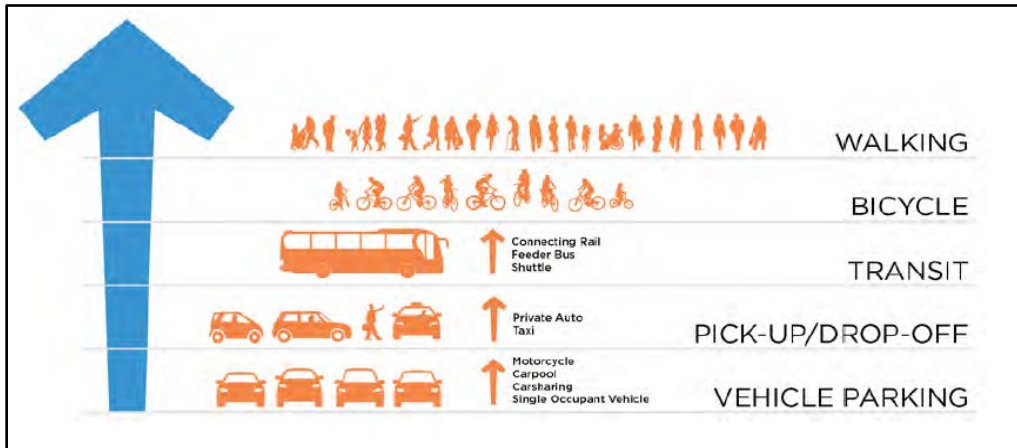 WALKING
BICYCLE
Connecting Rail
Feeder Bus
Shuttle
TRANSIT
Private Auto
Taxi
PICK-UP/DROP-OFF
Motorcycle
Carpool
Carsharing
Single Occupant Vehicle
VEHICLE PARKING